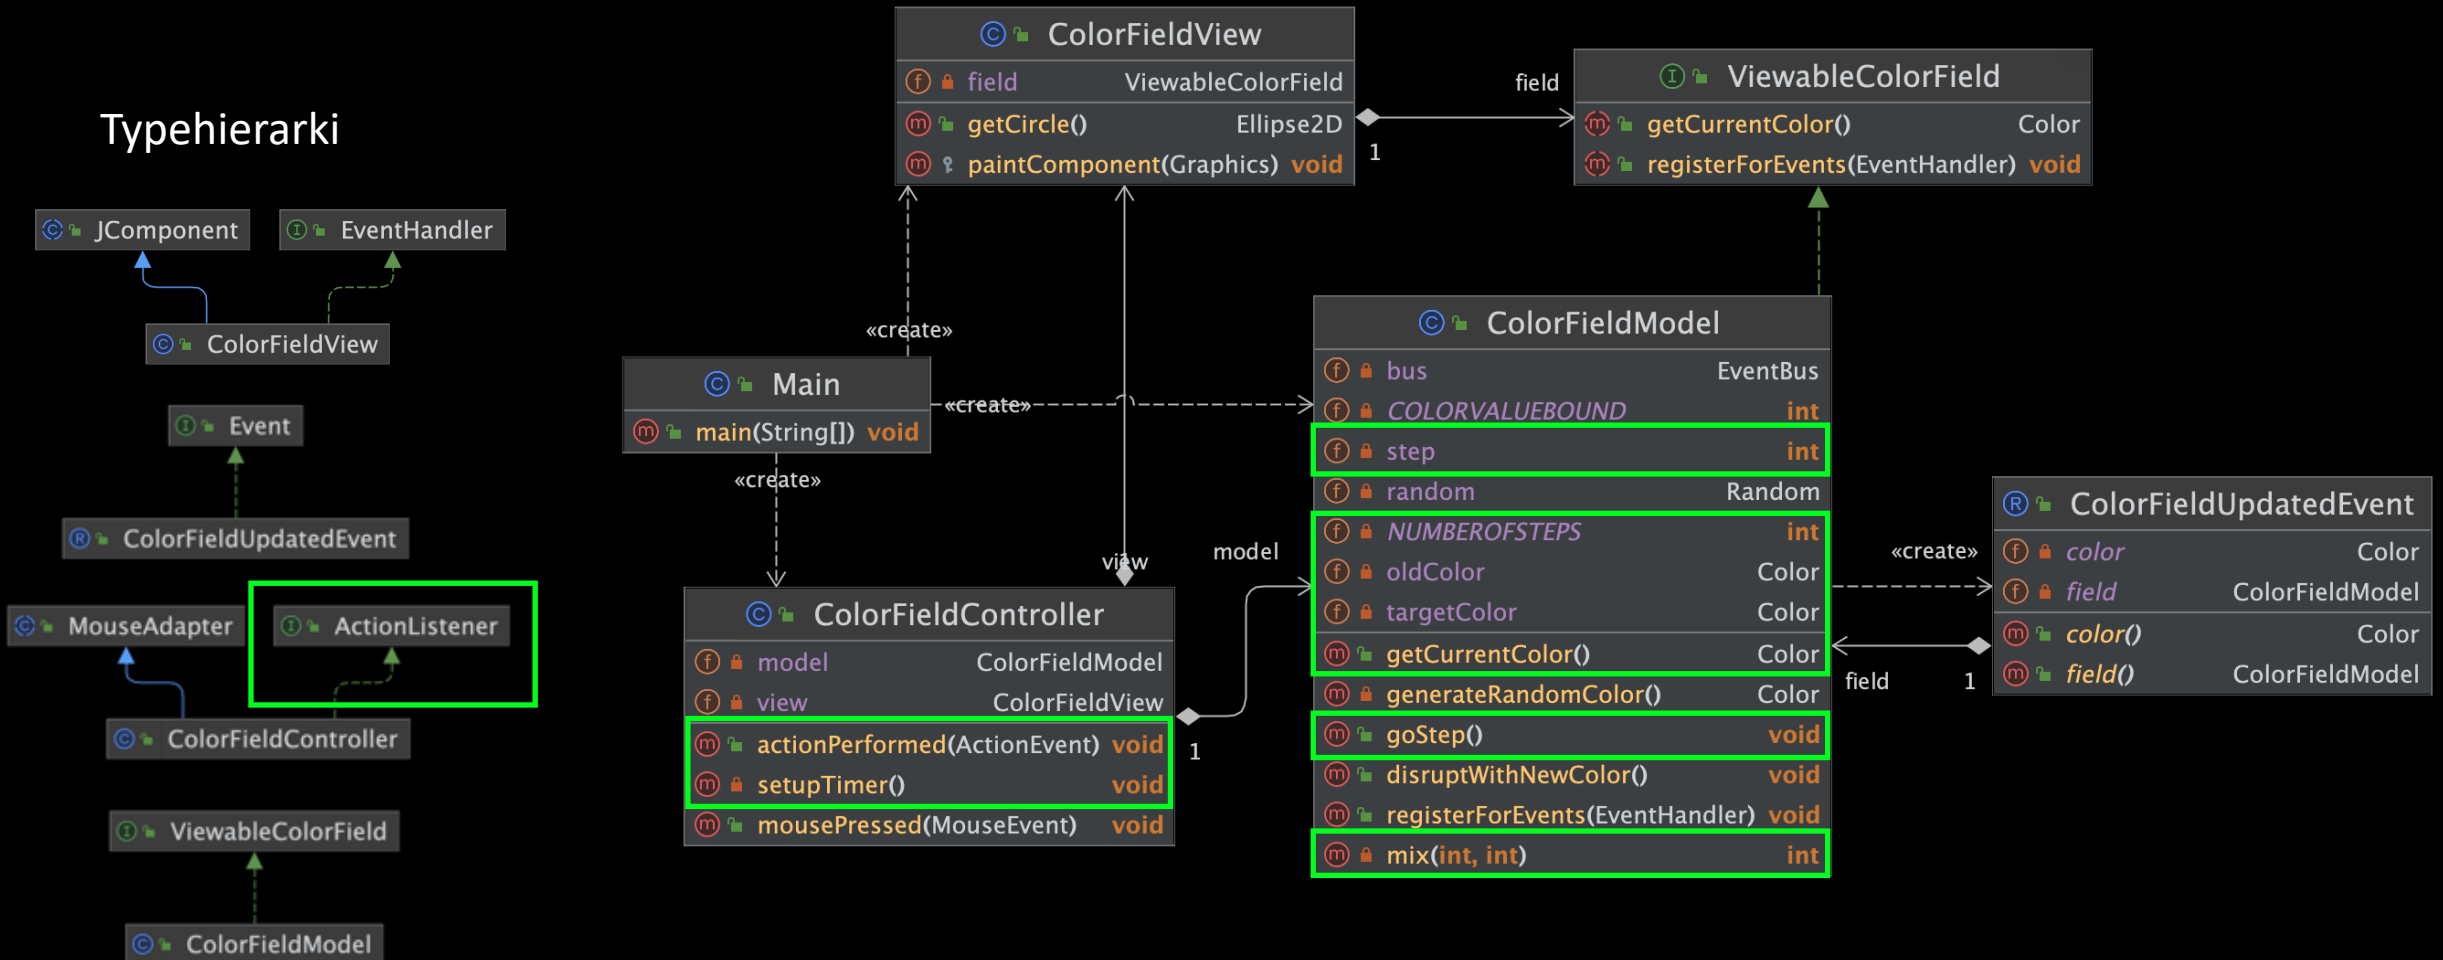 Typehierarki
JComponent
EventHandler
ColorFieldView
Event
ColorFieldUpdatedEvent
MouseAdapter
ActionListener
ColorFieldController
ViewableColorField
ColorFieldModel
C ColorFieldView
f field ViewableColorField
m getCircle() Ellipse2D
m paintComponent(Graphics) void
field
1
I ViewableColorField
m getCurrentColor() Color
m registerForEvents(EventHandler) void
«create»
C Main
m main(String[]) void
«create»
«create»
view
1
C ColorFieldController
f model ColorFieldModel
f view ColorFieldView
m actionPerformed(ActionEvent) void
m setupTimer() void
m mousePressed(MouseEvent) void
model
1
C ColorFieldModel
f bus EventBus
f COLORVALUEBOUND int
f step int
f random Random
f NUMBEROFSTEPS int
f oldColor Color
f targetColor Color
m getCurrentColor() Color
m generateRandomColor() Color
m goStep() void
m disruptWithNewColor() void
m registerForEvents(EventHandler) void
m mix(int, int) int
«create»
field
1
R ColorFieldUpdatedEvent
f color Color
f field ColorFieldModel
m color() Color
m field() ColorFieldModel